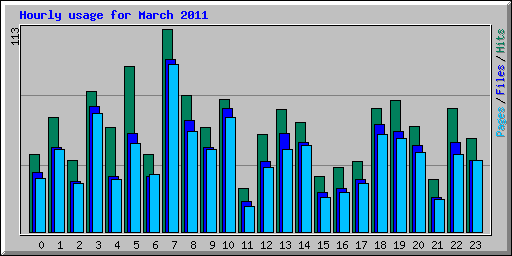 Hourly usage for March 2011
113
Pages / Files / Hits
0 1 2 3 4 5 6 7 8 9 10 11 12 13 14 15 16 17 18 19 20 21 22 23